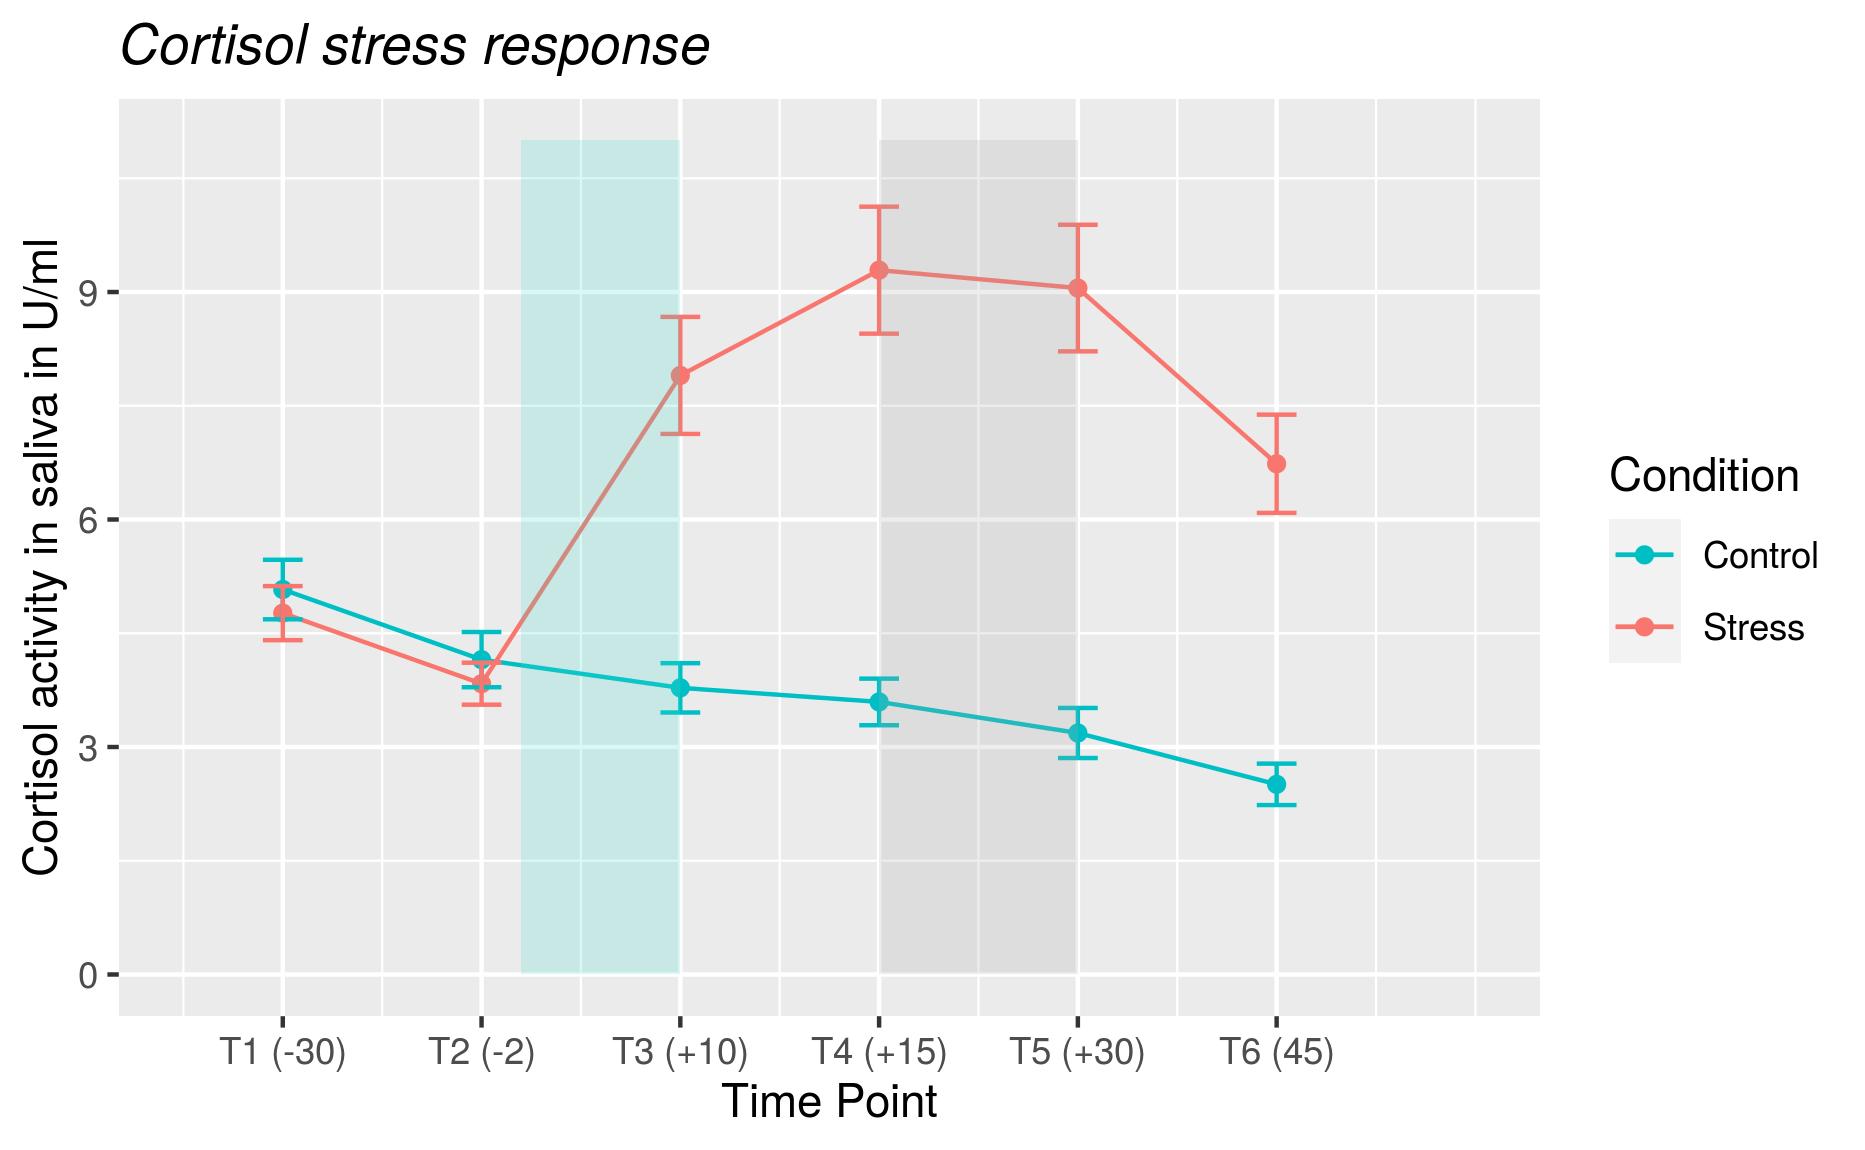 Cortisol stress response
Cortisol activity in saliva in U/ml
9
6
3
0
T1 (-30) T2 (-2) T3 (+10) T4 (+15) T5 (+30) T6 (45)
Time Point
Condition
Control
Stress